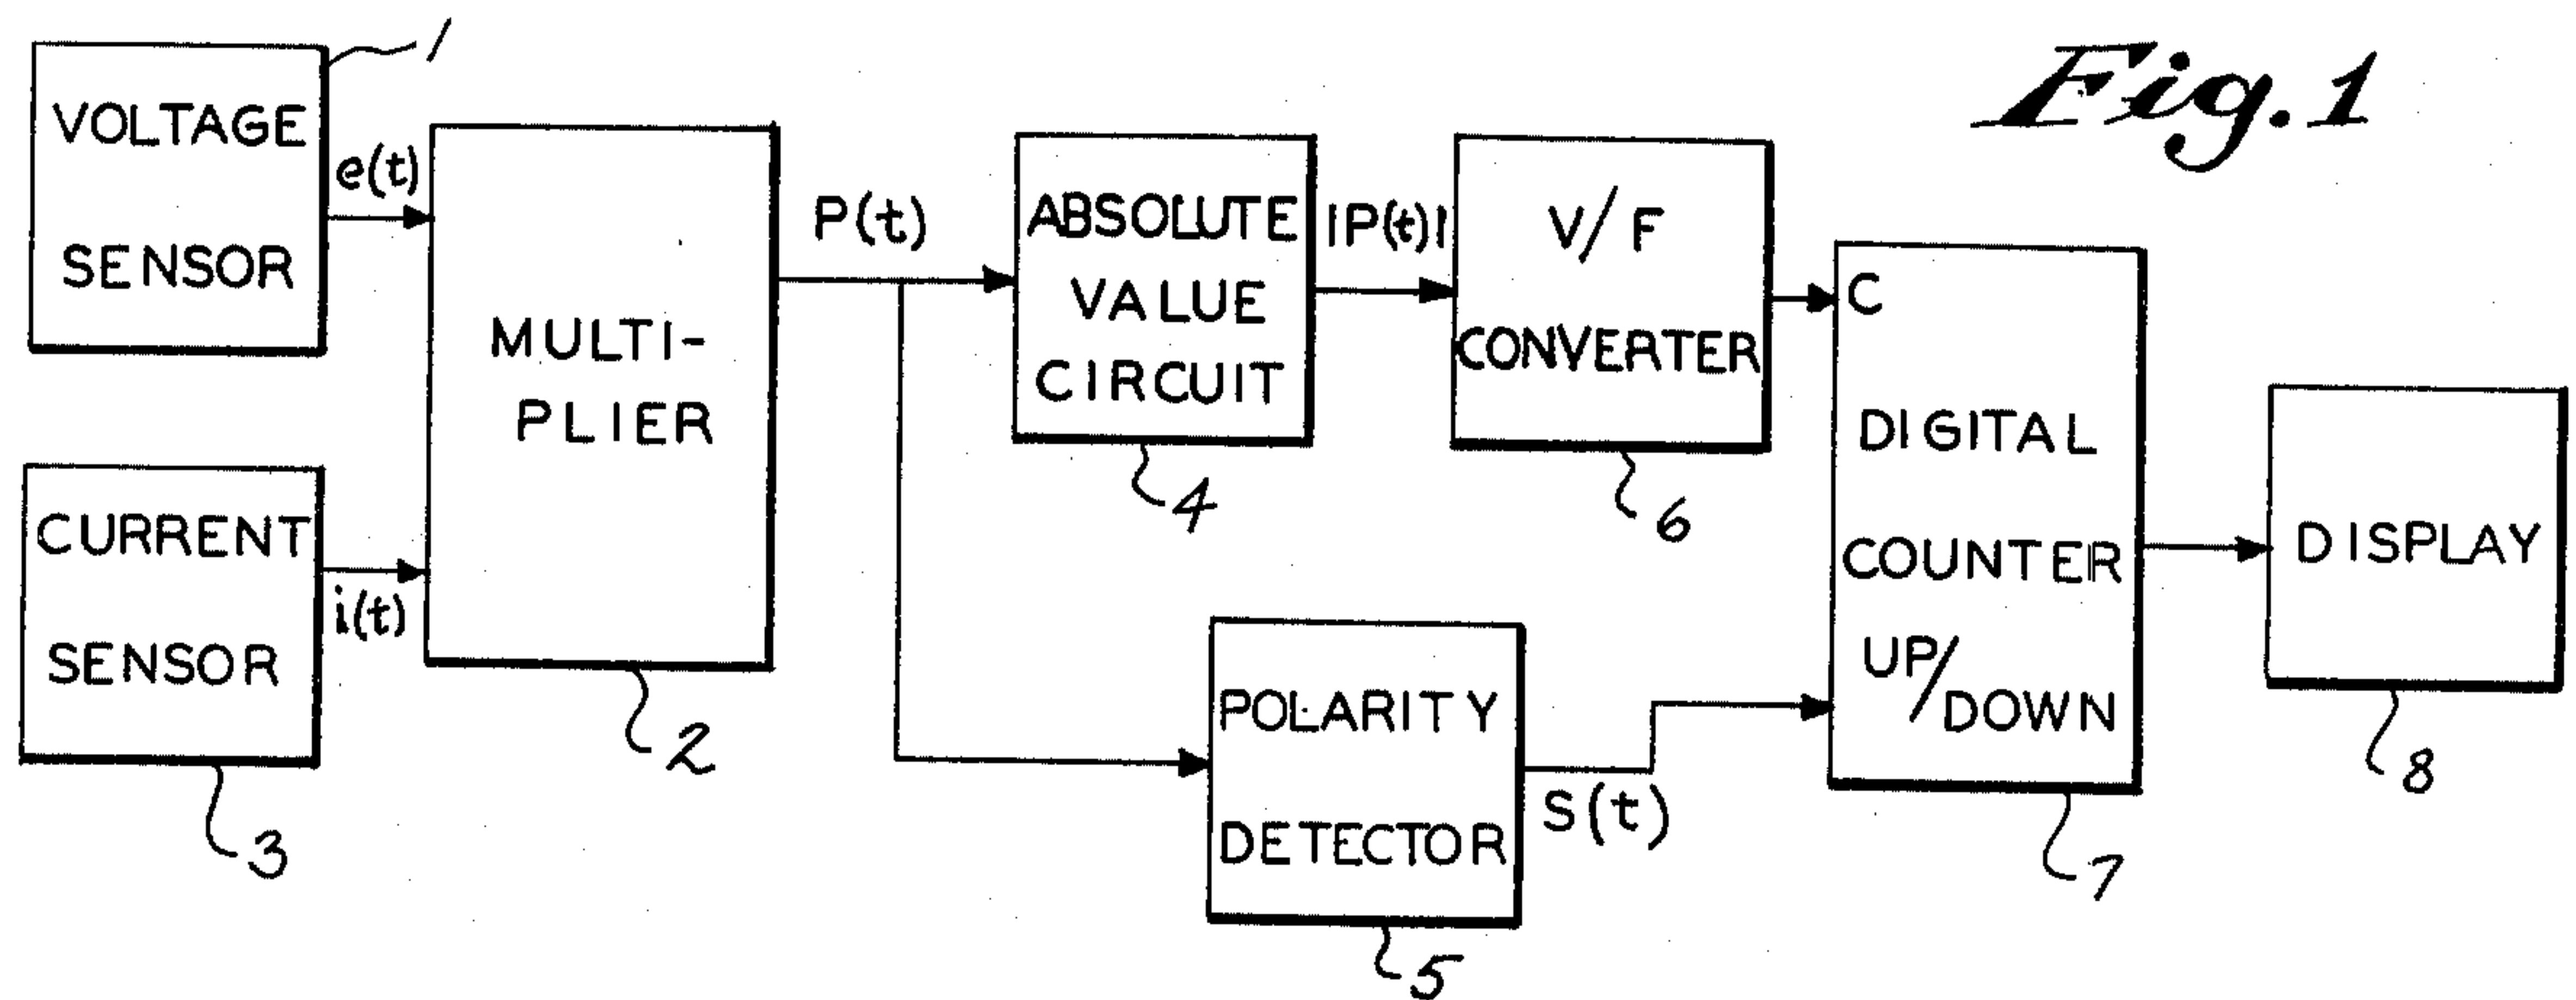 Fig. 1
1
VOLTAGE
SENSOR
e(t)
CURRENT
SENSOR
i(t)
3
MULTI-
PLIER
2
P(t)
ABSOLUTE
VALUE
CIRCUIT
4
|P(t)|
V/F
CONVERTER
6
POLARITY
DETECTOR
5
S(t)
C
DIGITAL
COUNTER
UP/DOWN
7
DISPLAY
8